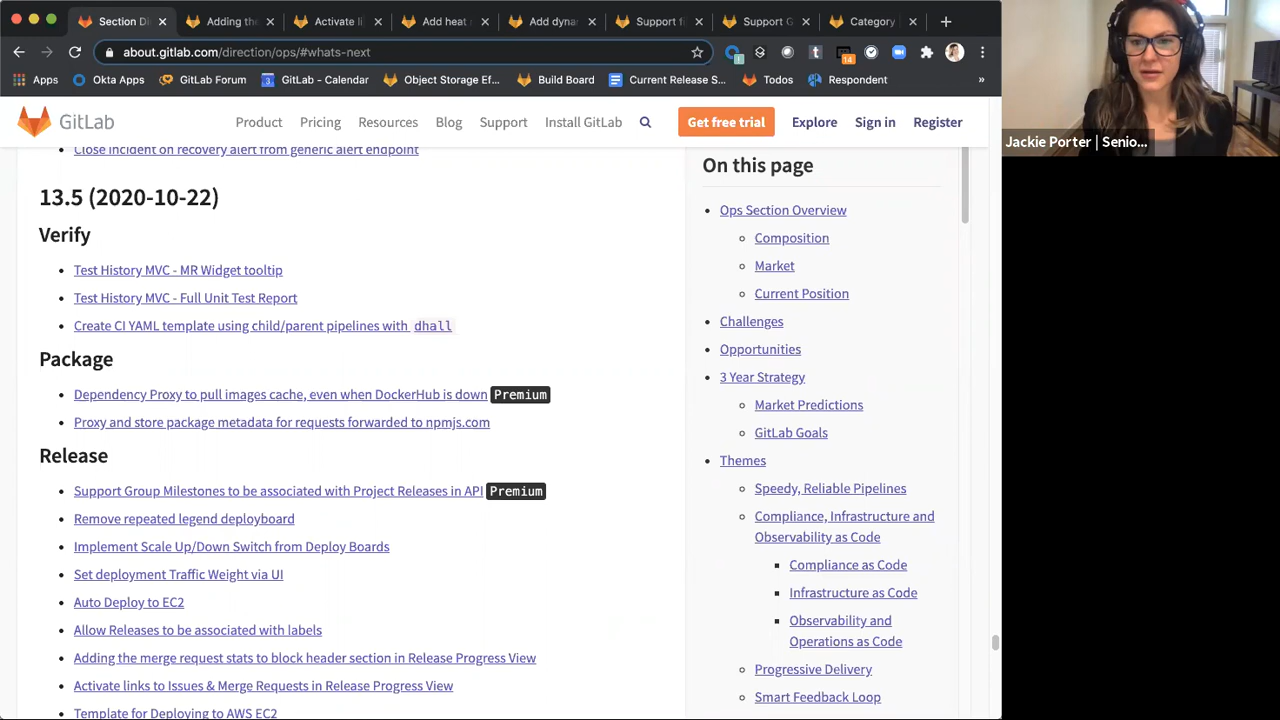 Section Di
Adding the
Activate li
Add heat
Add dyna
Support f
Support G
Category
about.gitlab.com/direction/ops/#whats-next
14
Apps
Okta Apps
GitLab Forum
GitLab - Calendar
Object Storage Ef...
Build Board
Current Release S...
Todos
Respondent
»
GitLab
Product
Pricing
Resources
Blog
Support
Install GitLab
Get free trial
Explore
Sign in
Register
Jackie Porter | Senio...
Close incident on recovery alert from generic alert endpoint
13.5 (2020-10-22)
Verify
Test History MVC - MR Widget tooltip
Test History MVC - Full Unit Test Report
Create CI YAML template using child/parent pipelines with dhall
Package
Dependency Proxy to pull images cache, even when DockerHub is down Premium
Proxy and store package metadata for requests forwarded to npmjs.com
Release
Support Group Milestones to be associated with Project Releases in API Premium
Remove repeated legend deployboard
Implement Scale Up/Down Switch from Deploy Boards
Set deployment Traffic Weight via UI
Auto Deploy to EC2
Allow Releases to be associated with labels
Adding the merge request stats to block header section in Release Progress View
Activate links to Issues & Merge Requests in Release Progress View
Template for Deploying to AWS EC2
On this page
Ops Section Overview
Composition
Market
Current Position
Challenges
Opportunities
3 Year Strategy
Market Predictions
GitLab Goals
Themes
Speedy, Reliable Pipelines
Compliance, Infrastructure and
Observability as Code
Compliance as Code
Infrastructure as Code
Observability and
Operations as Code
Progressive Delivery
Smart Feedback Loop